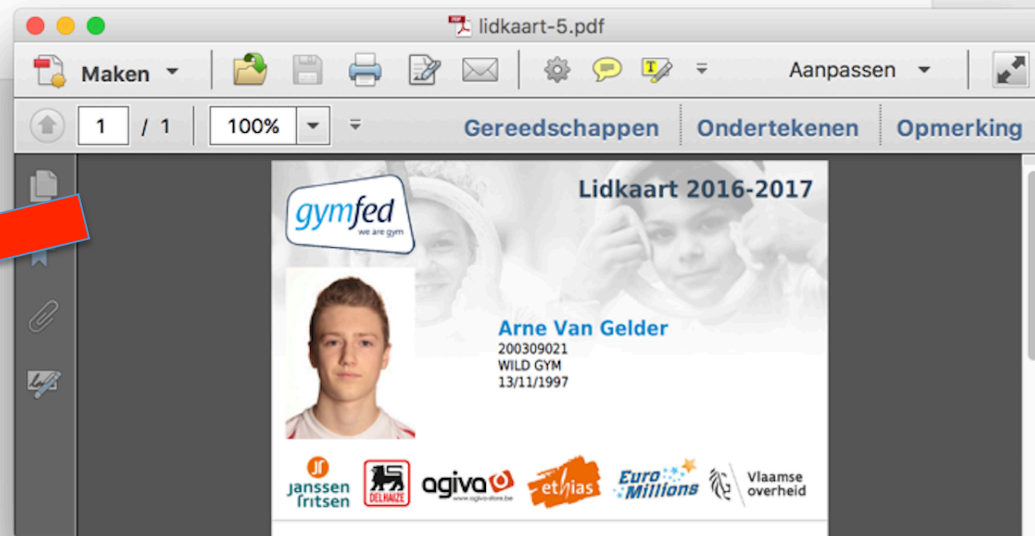 lidkaart-5.pdf
Maken
Aanpassen
1 / 1
100%
Gereedschappen
Ondertekenen
Opmerking
gymfed
we are gym
Lidkaart 2016-2017
Arne Van Gelder
200309021
WILD GYM
13/11/1997
Janssen
fritsen
DELHAIZE
agiva
www.agiva-store.be
ethias
Euro
Millions
Vlaamse
overheid